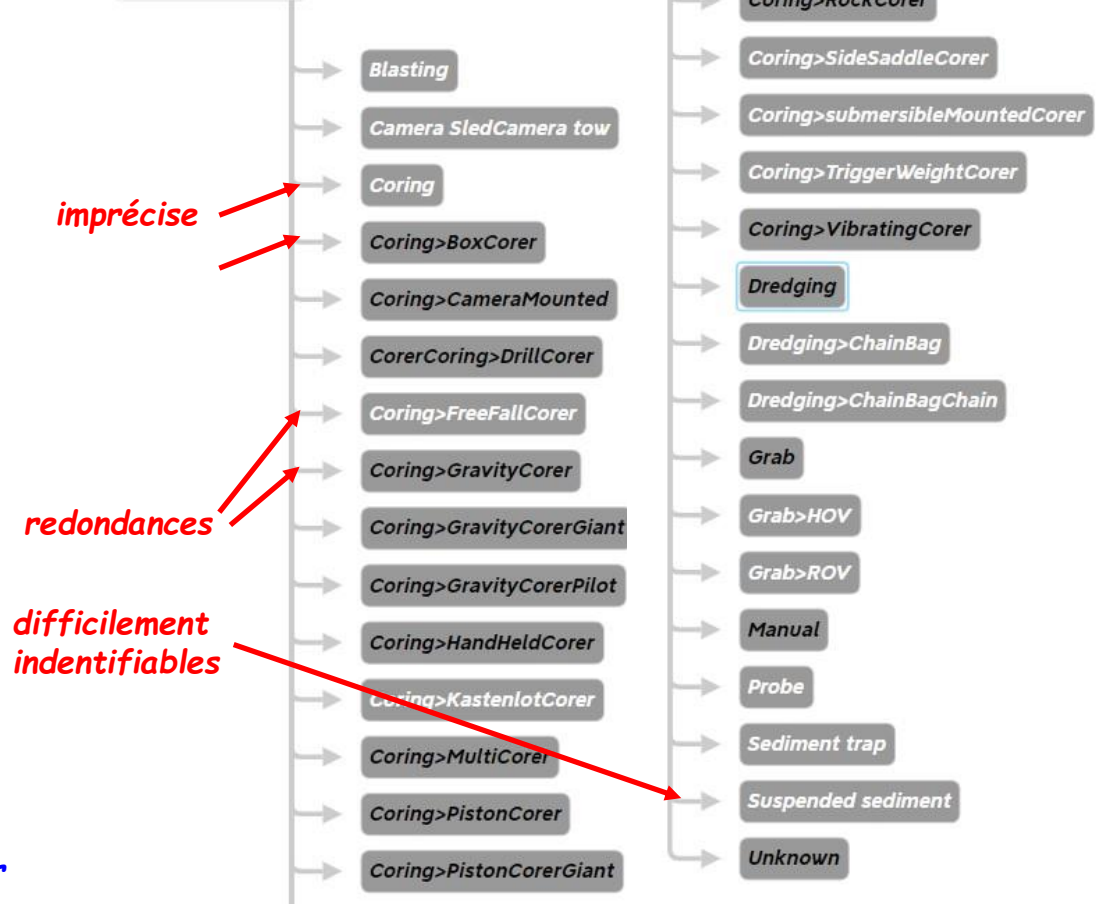 Blasting
Camera SledCamera tow
Coring
Coring>BoxCorer
Coring>CameraMounted
CorerCoring>DrillCorer
Coring>FreeFallCorer
Coring>GravityCorer
Coring>GravityCorerGiant
Coring>GravityCorerPilot
Coring>HandHeldCorer
Coring>KastenlotCorer
Coring>MultiCorer
Coring>PistonCorer
Coring>PistonCorerGiant
Coring>RockCorer
Coring>SideSaddleCorer
Coring>submersibleMountedCorer
Coring>TriggerWeightCorer
Coring>VibratingCorer
Dredging
Dredging>ChainBag
Dredging>ChainBagChain
Grab
Grab>HOV
Grab>ROV
Manual
Probe
Sediment trap
Suspended sediment
Unknown
imprécise
redondances
difficilement
indentifiables